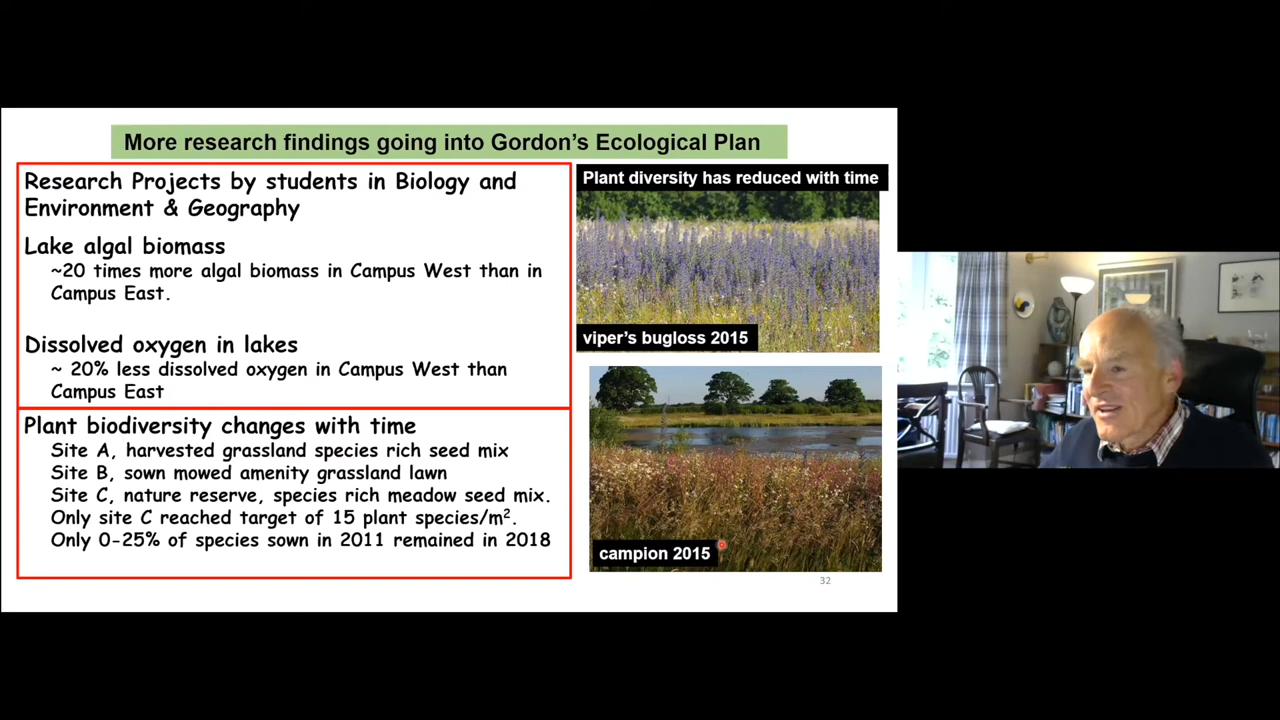 More research findings going into Gordon's Ecological Plan
Research Projects by students in Biology and
Environment & Geography
Lake algal biomass
~20 times more algal biomass in Campus West than in
Campus East.
Dissolved oxygen in lakes
~ 20% less dissolved oxygen in Campus West than
Campus East
Plant biodiversity changes with time
Site A, harvested grassland species rich seed mix
Site B, sown mowed amenity grassland lawn
Site C, nature reserve, species rich meadow seed mix.
Only site C reached target of 15 plant species/m².
Only 0-25% of species sown in 2011 remained in 2018
Plant diversity has reduced with time
viper's bugloss 2015
campion 2015
32